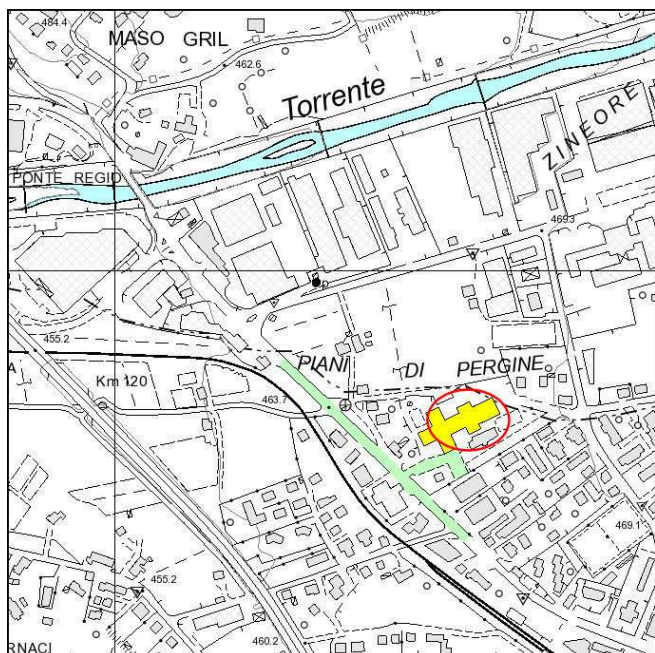 484.4
MASO GRIL
462.6
Torrente
ZINEORE
PONTE REGIO
469.3
455.2
PIANI DI PERGINE
Km 120
463.7
469.1
455.2
460.2
RNACI